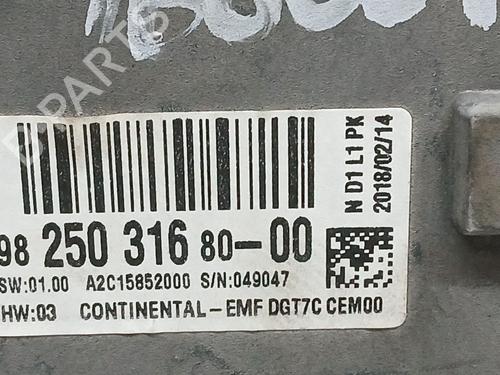 B PARTS
98 250 316 80-00
SW:01.00 A2C15852000 S/N:049047
HW:03 CONTINENTAL-EMF DGT7C CEM00
N D1 L1 PK
2018/02/14